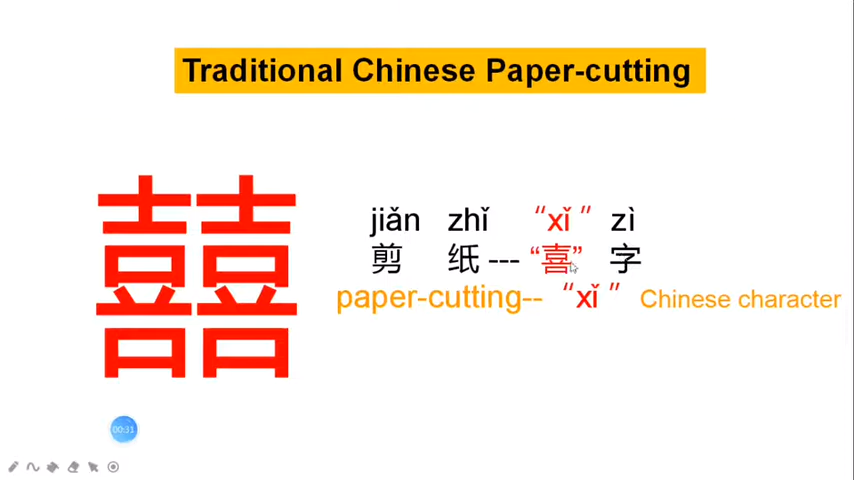 Traditional Chinese Paper-cutting
囍
jiǎn zhǐ “xǐ” zì
剪 纸 --- “喜” 字
paper-cutting-- “xǐ” Chinese character
00:31